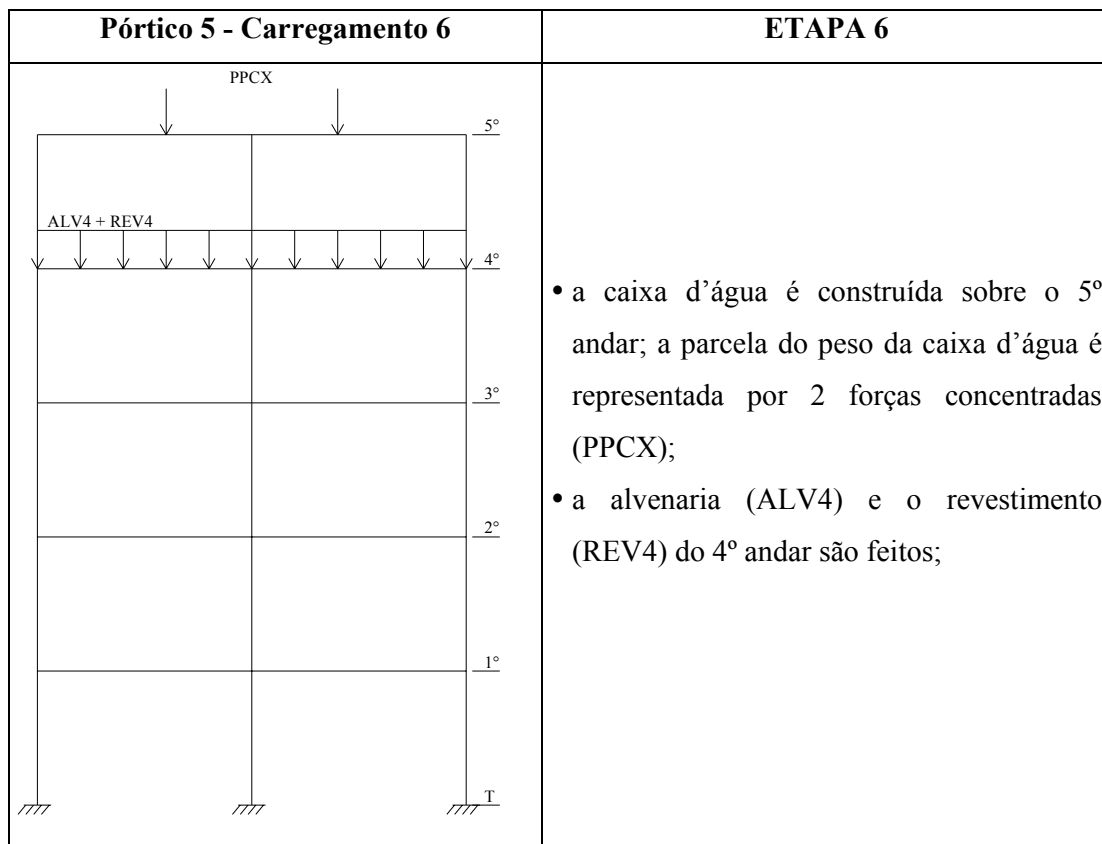 Pórtico 5 - Carregamento 6
ETAPA 6
PPCX
5°
ALV4 + REV4
4°
3°
2°
1°
T
• a caixa d'água é construída sobre o 5º
andar; a parcela do peso da caixa d'água é
representada por 2 forças concentradas
(PPCX);
• a alvenaria (ALV4) e o revestimento
(REV4) do 4º andar são feitos;